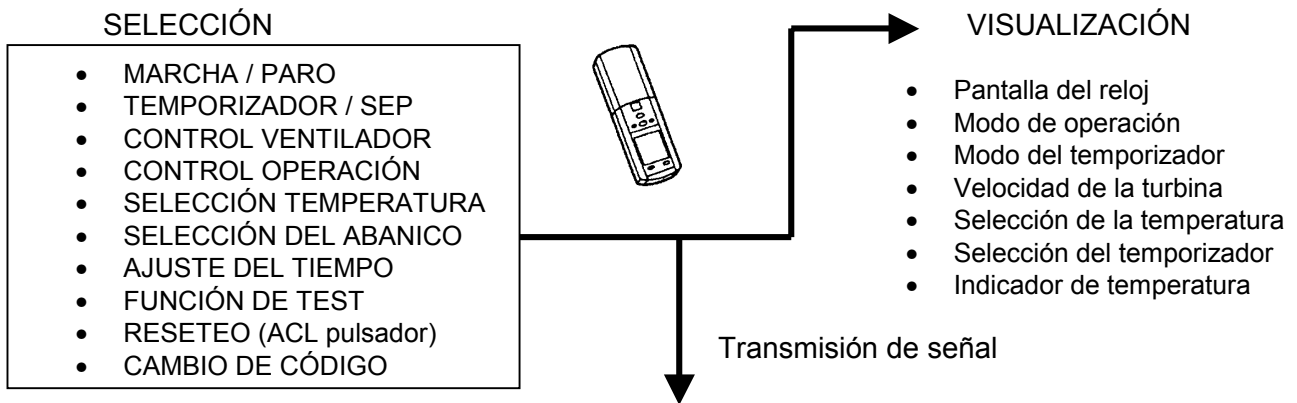 SELECCIÓN
• MARCHA / PARO
• TEMPORIZADOR / SEP
• CONTROL VENTILADOR
• CONTROL OPERACIÓN
• SELECCIÓN TEMPERATURA
• SELECCIÓN DEL ABANICO
• AJUSTE DEL TIEMPO
• FUNCIÓN DE TEST
• RESETEO (ACL pulsador)
• CAMBIO DE CÓDIGO
VISUALIZACIÓN
• Pantalla del reloj
• Modo de operación
• Modo del temporizador
• Velocidad de la turbina
• Selección de la temperatura
• Selección del temporizador
• Indicador de temperatura
Transmisión de señal